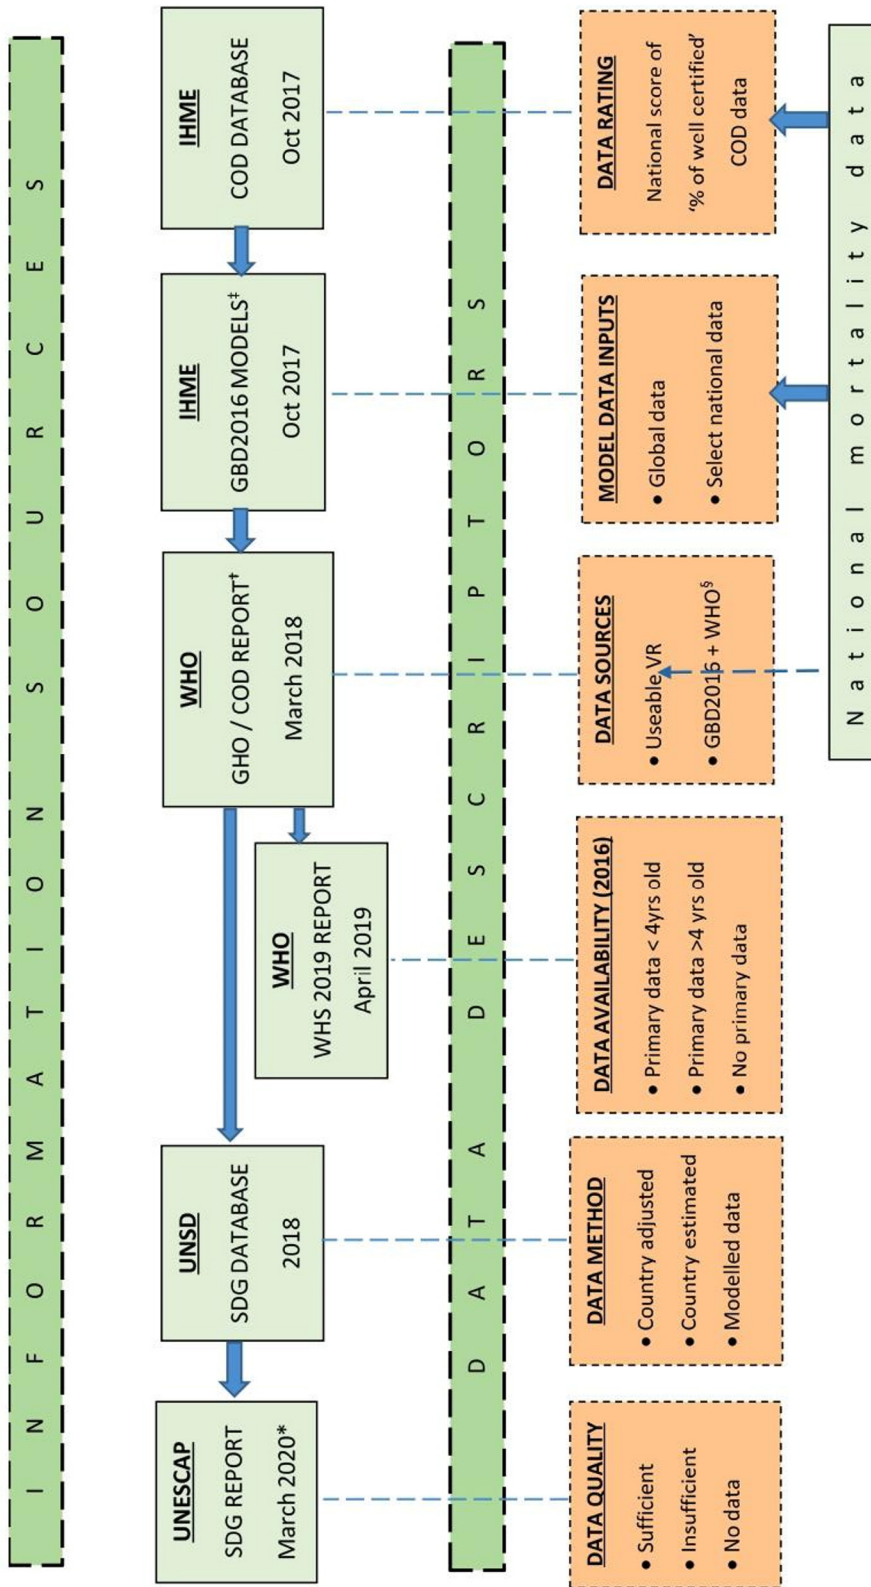 INFORMATION SOURCES
UNESCAP
SDG REPORT
March 2020*
UNSD
SDG DATABASE
2018
WHO
WHS 2019 REPORT
April 2019
WHO
GHO / COD REPORT†
March 2018
IHME
GBD2016 MODELS‡
Oct 2017
IHME
COD DATABASE
Oct 2017
DATA DESCRIPTORS
DATA QUALITY
• Sufficient
• Insufficient
• No data
DATA METHOD
• Country adjusted
• Country estimated
• Modelled data
DATA AVAILABILITY (2016)
• Primary data < 4yrs old
• Primary data >4 yrs old
• No primary data
DATA SOURCES
• Useable VR
• GBD2016 + WHO§
MODEL DATA INPUTS
• Global data
• Select national data
DATA RATING
National score of
‘% of well certified’
COD data
National mortality data